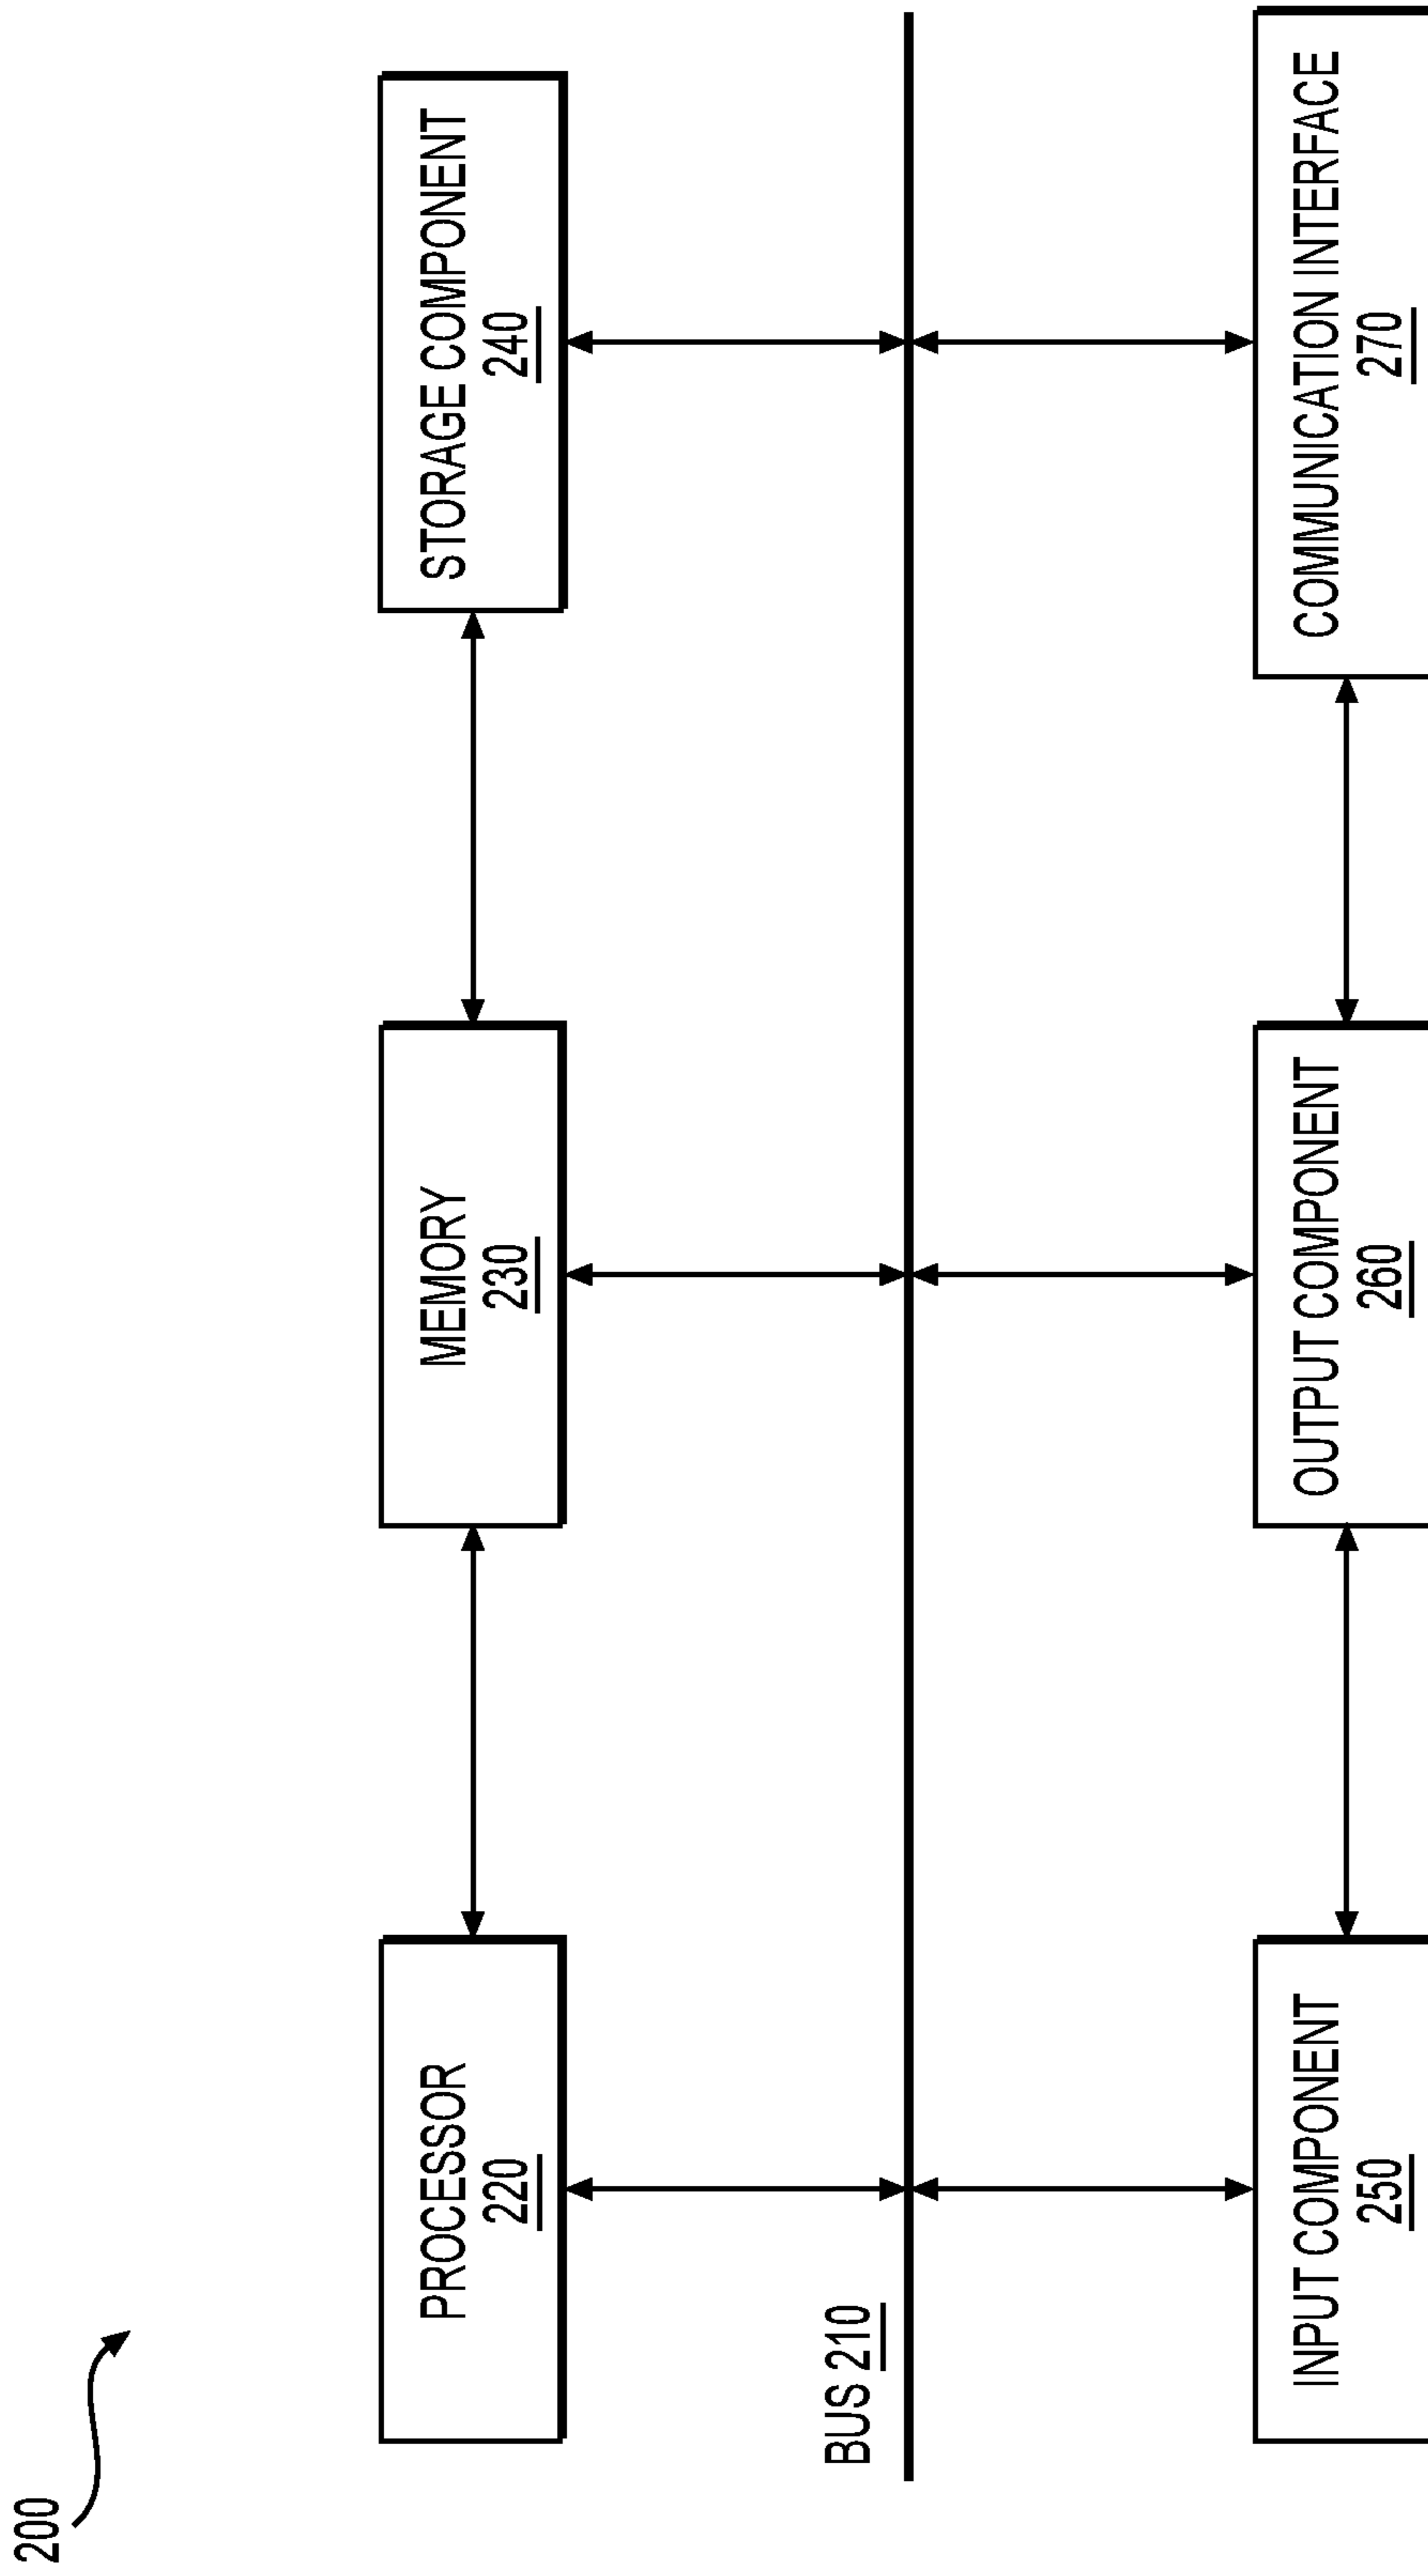 200
PROCESSOR
220
MEMORY
230
STORAGE COMPONENT
240
BUS 210
INPUT COMPONENT
250
OUTPUT COMPONENT
260
COMMUNICATION INTERFACE
270